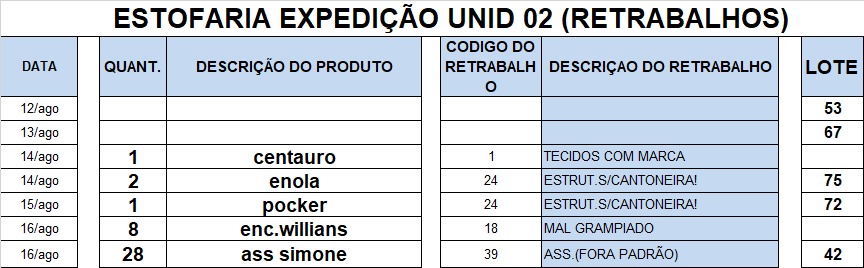 ESTOFARIA EXPEDIÇÃO UNID 02 (RETRABALHOS)
DATA QUANT. DESCRIÇÃO DO PRODUTO CODIGO DO RETRABALHO DESCRIÇAO DO RETRABALHO LOTE
12/ago 53
13/ago 67
14/ago 1 centauro 1 TECIDOS COM MARCA
14/ago 2 enola 24 ESTRUT.S/CANTONEIRA! 75
15/ago 1 pocker 24 ESTRUT.S/CANTONEIRA! 72
16/ago 8 enc.willians 18 MAL GRAMPIADO
16/ago 28 ass simone 39 ASS.(FORA PADRÃO) 42